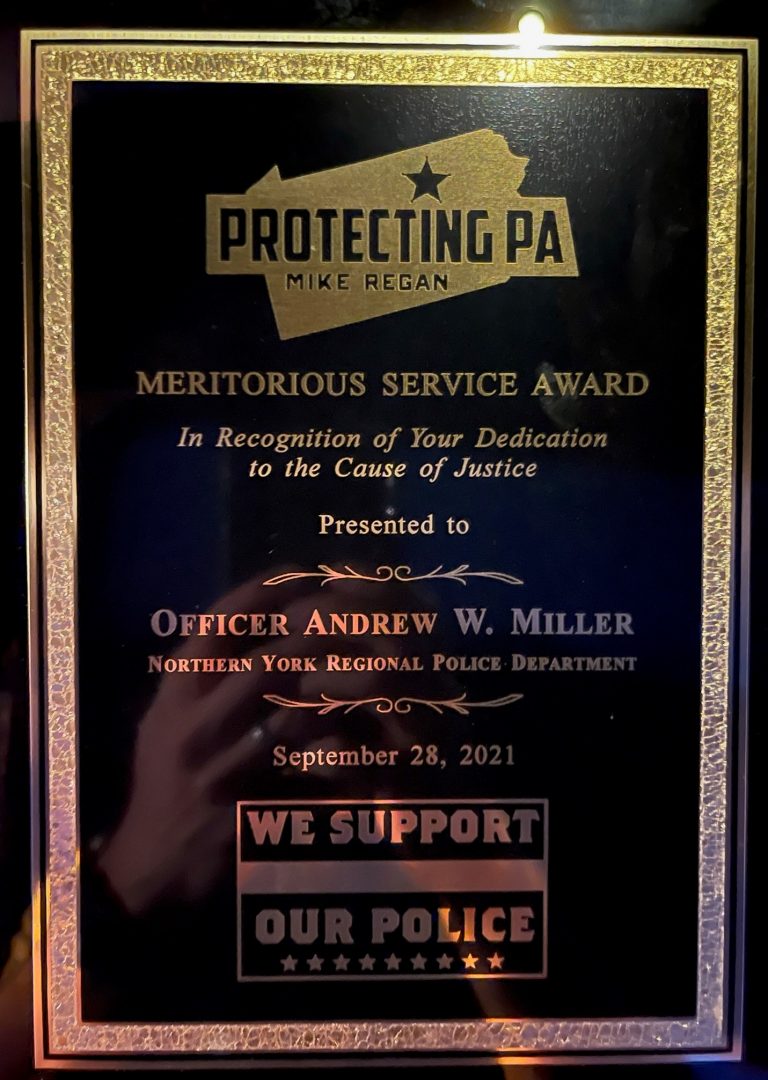 PROTECTING PA
MIKE REGAN
MERITORIOUS SERVICE AWARD
In Recognition of Your Dedication
to the Cause of Justice
Presented to
OFFICER ANDREW W. MILLER
NORTHERN YORK REGIONAL POLICE DEPARTMENT
September 28, 2021
WE SUPPORT
OUR POLICE